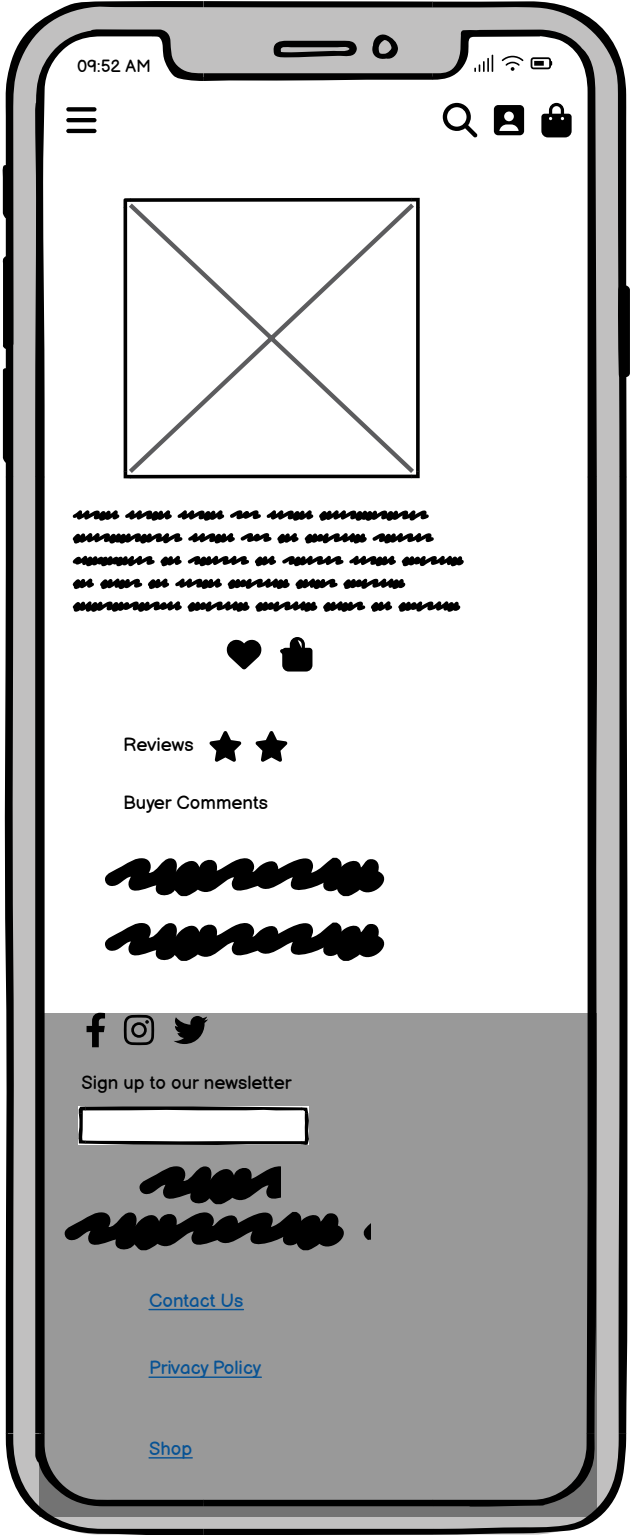 09:52 AM
Reviews
Buyer Comments
Sign up to our newsletter
Contact Us
Privacy Policy
Shop